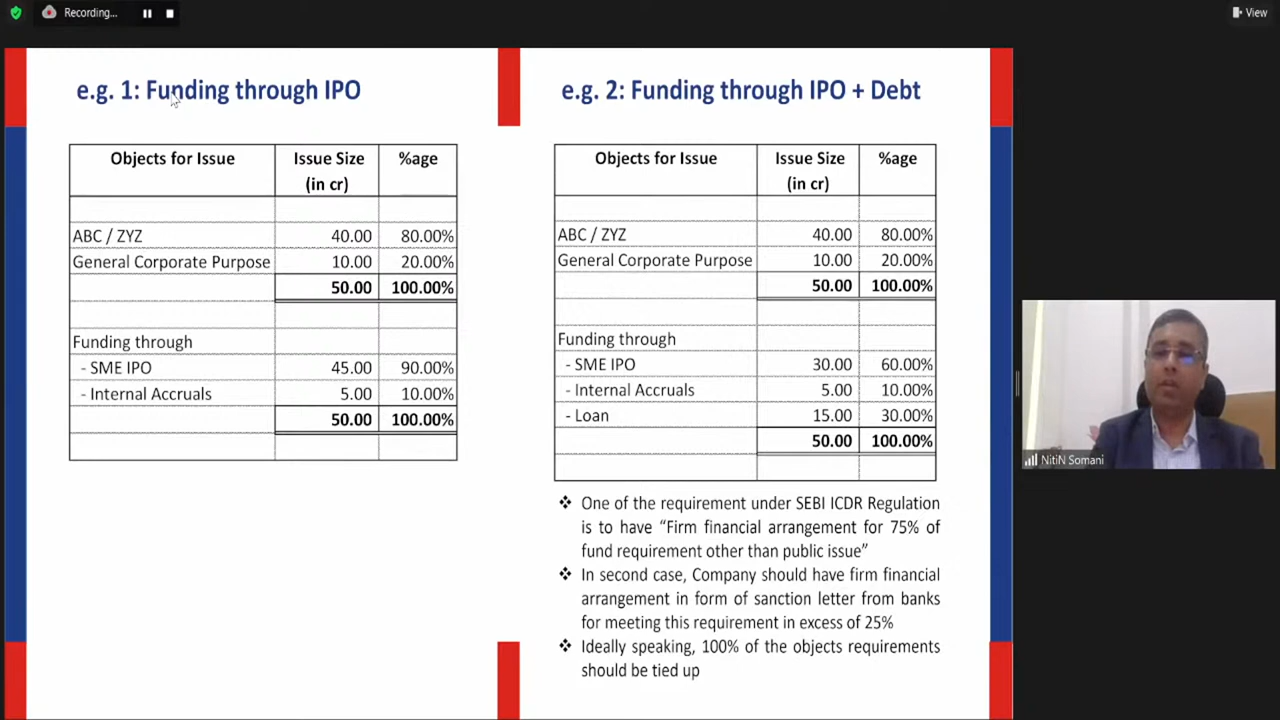 Recording...
View
e.g. 1: Funding through IPO
Objects for Issue Issue Size (in cr) %age
ABC / ZYZ 40.00 80.00%
General Corporate Purpose 10.00 20.00%
50.00 100.00%
Funding through
- SME IPO 45.00 90.00%
- Internal Accruals 5.00 10.00%
50.00 100.00%
e.g. 2: Funding through IPO + Debt
Objects for Issue Issue Size (in cr) %age
ABC / ZYZ 40.00 80.00%
General Corporate Purpose 10.00 20.00%
50.00 100.00%
Funding through
- SME IPO 30.00 60.00%
- Internal Accruals 5.00 10.00%
- Loan 15.00 30.00%
50.00 100.00%
❖ One of the requirement under SEBI ICDR Regulation
is to have “Firm financial arrangement for 75% of
fund requirement other than public issue”
❖ In second case, Company should have firm financial
arrangement in form of sanction letter from banks
for meeting this requirement in excess of 25%
❖ Ideally speaking, 100% of the objects requirements
should be tied up
NitiN Somani